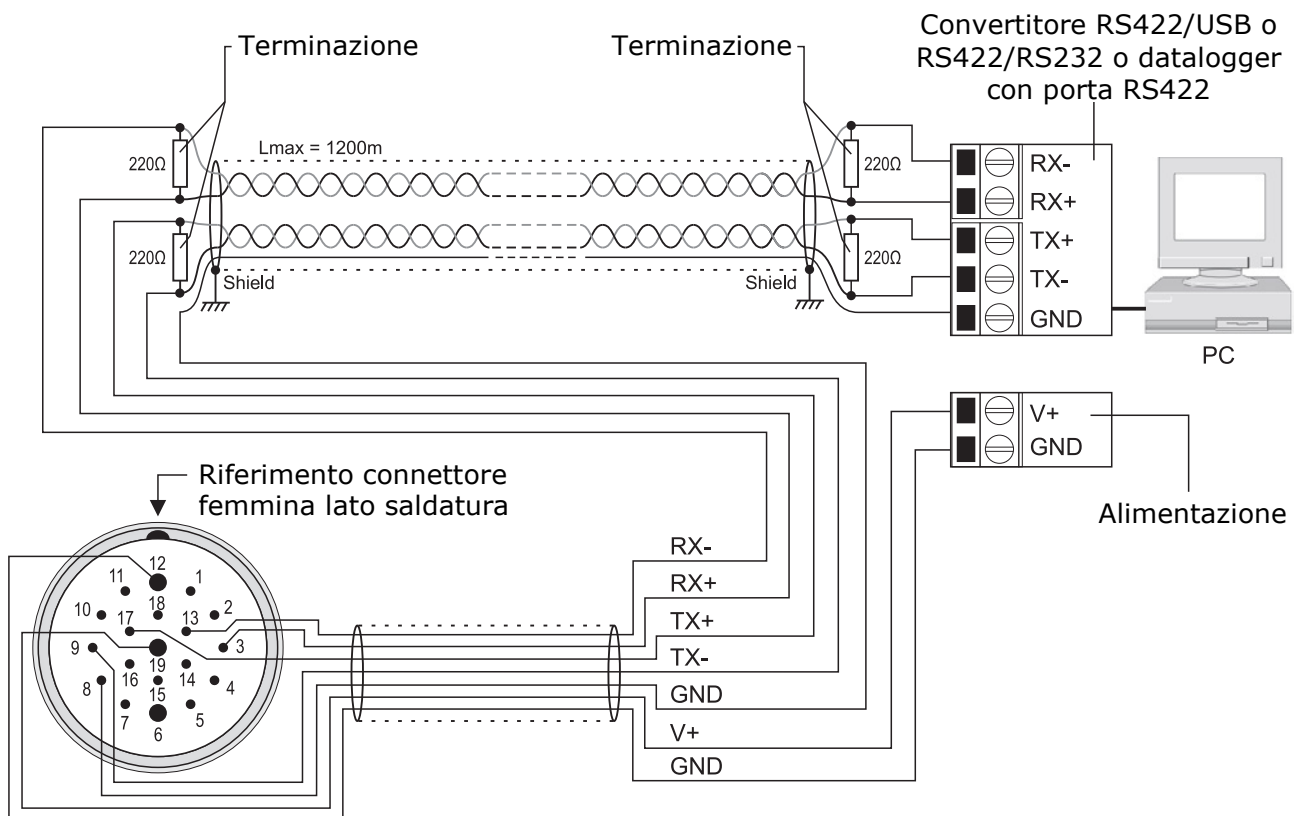 Terminazione
Terminazione
Convertitore RS422/USB o
RS422/RS232 o datalogger
con porta RS422
Lmax = 1200m
220Ω
220Ω
220Ω
220Ω
Shield
Shield
RX-
RX+
TX+
TX-
GND
PC
V+
GND
Alimentazione
Riferimento connettore
femmina lato saldatura
RX-
RX+
TX+
TX-
GND
V+
GND
12
11
1
10
18
2
17
13
9
3
19
16
14
8
4
15
7
5
6